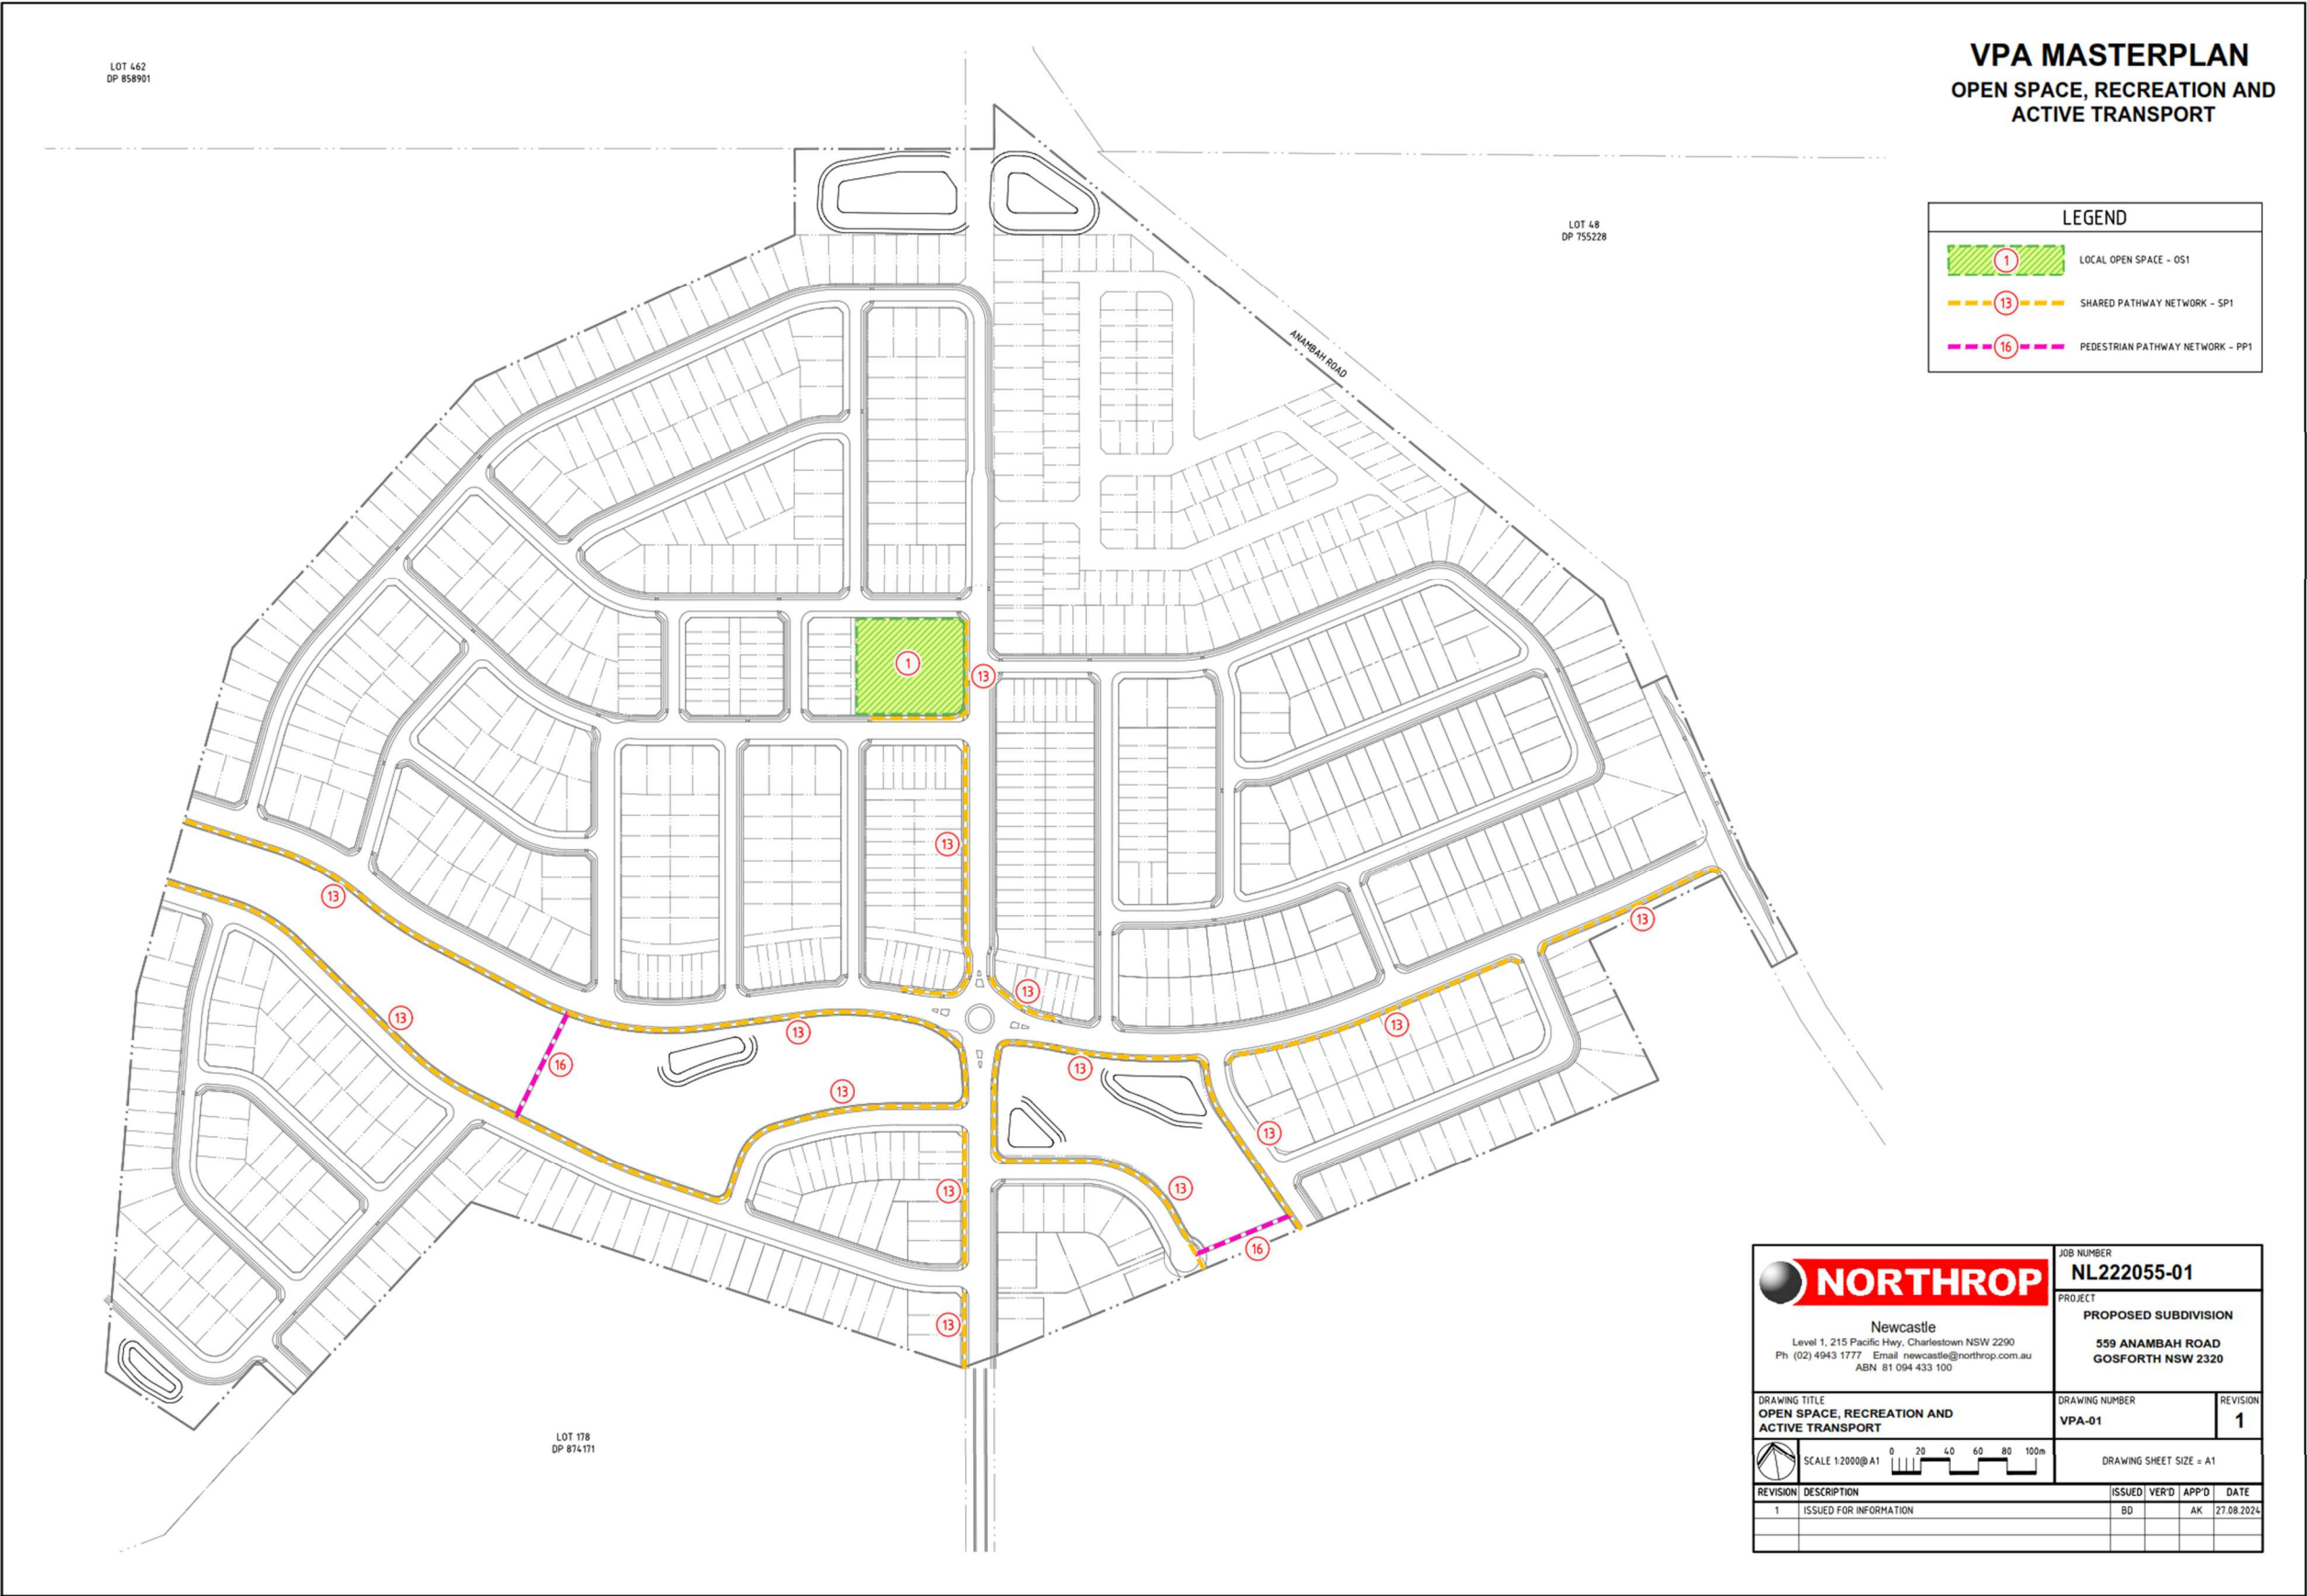 VPA MASTERPLAN
OPEN SPACE, RECREATION AND
ACTIVE TRANSPORT
LOT 462
DP 858901
LOT 48
DP 755228
LEGEND
1 LOCAL OPEN SPACE - OS1
13 SHARED PATHWAY NETWORK - SP1
16 PEDESTRIAN PATHWAY NETWORK - PP1
ANAMBAH ROAD
1
13
13
13
13
13
13
13
13
16
13
13
13
13
13
13
13
16
13
LOT 178
DP 874171
NORTHROP
Newcastle
Level 1, 215 Pacific Hwy, Charlestown NSW 2290
Ph (02) 4943 1777 Email newcastle@northrop.com.au
ABN 81 094 433 100
JOB NUMBER
NL222055-01
PROJECT
PROPOSED SUBDIVISION
559 ANAMBAH ROAD
GOSFORTH NSW 2320
DRAWING TITLE
OPEN SPACE, RECREATION AND
ACTIVE TRANSPORT
DRAWING NUMBER
VPA-01
REVISION
1
SCALE 1:2000@ A1 0 20 40 60 80 100m
DRAWING SHEET SIZE = A1
REVISION DESCRIPTION ISSUED VER'D APP'D DATE
1 ISSUED FOR INFORMATION BD AK 27.08.2024